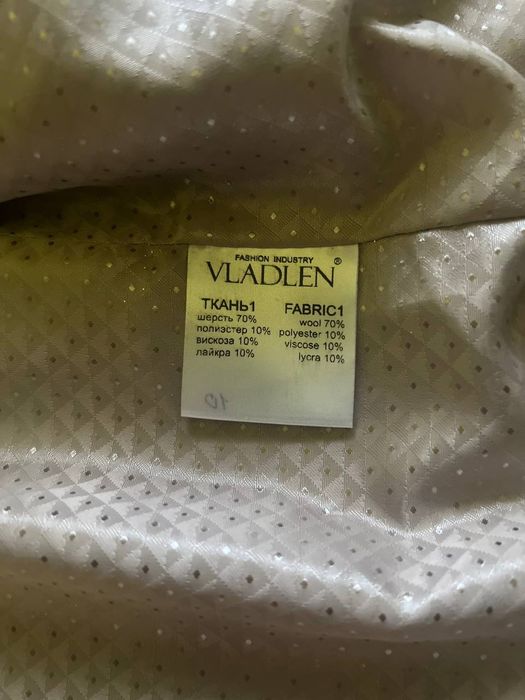 FASHION INDUSTRY
VLADLEN®
ТКАНЬ1 FABRIC1
шерсть 70% wool 70%
полиэстер 10% polyester 10%
вискоза 10% viscose 10%
лайкра 10% lycra 10%
10